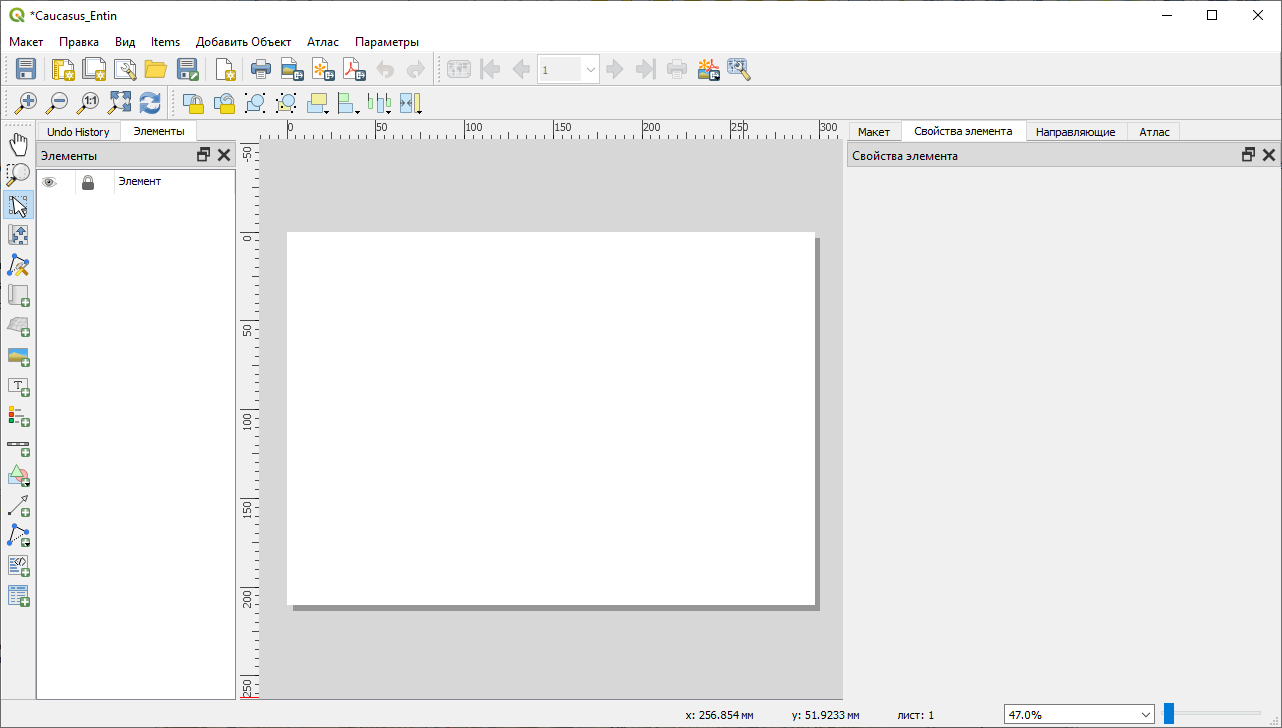 *Caucasus_Entin
Макет Правка Вид Items Добавить Объект Атлас Параметры
1
1:1
Undo History Элементы
Элементы
Элемент
0 50 100 150 200 250 300
-50
0
50
100
150
200
250
T
Макет Свойства элемента Направляющие Атлас
Свойства элемента
x: 256.854 мм y: 51.9233 мм лист: 1 47.0%